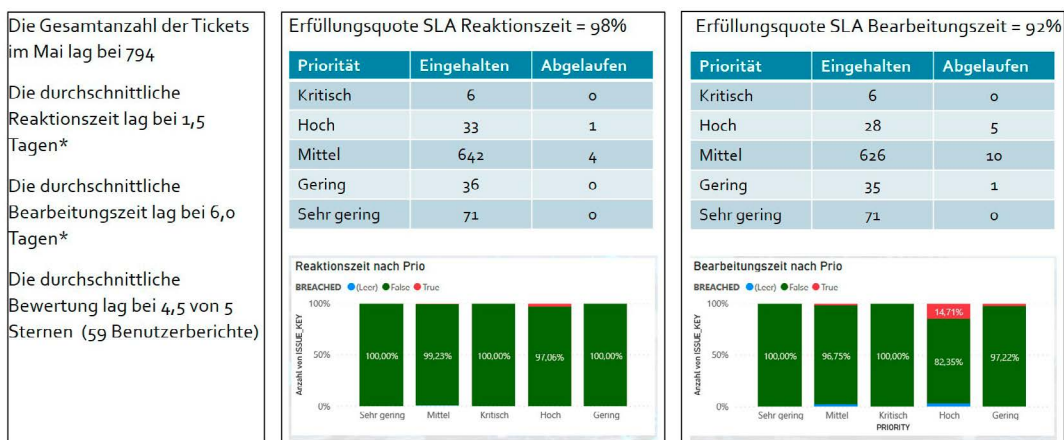 Die Gesamtanzahl der Tickets
im Mai lag bei 794
Die durchschnittliche
Reaktionszeit lag bei 1,5
Tagen*
Die durchschnittliche
Bearbeitungszeit lag bei 6,0
Tagen*
Die durchschnittliche
Bewertung lag bei 4,5 von 5
Sternen (59 Benutzerberichte)
Erfüllungsquote SLA Reaktionszeit = 98%
Priorität Eingehalten Abgelaufen
Kritisch 6 0
Hoch 33 1
Mittel 642 4
Gering 36 0
Sehr gering 71 0
Reaktionszeit nach Prio
BREACHED (Leer) False True
Anzahl von ISSUE_KEY
100%
50%
0%
100,00% 99,23% 100,00% 97,06% 100,00%
Sehr gering Mittel Kritisch Hoch Gering
Erfüllungsquote SLA Bearbeitungszeit = 92%
Priorität Eingehalten Abgelaufen
Kritisch 6 0
Hoch 28 5
Mittel 626 10
Gering 35 1
Sehr gering 71 0
Bearbeitungszeit nach Prio
BREACHED (Leer) False True
Anzahl von ISSUE_KEY
100%
50%
0%
14,71%
100,00% 96,75% 100,00% 82,35% 97,22%
Sehr gering Mittel Kritisch Hoch Gering
PRIORITY